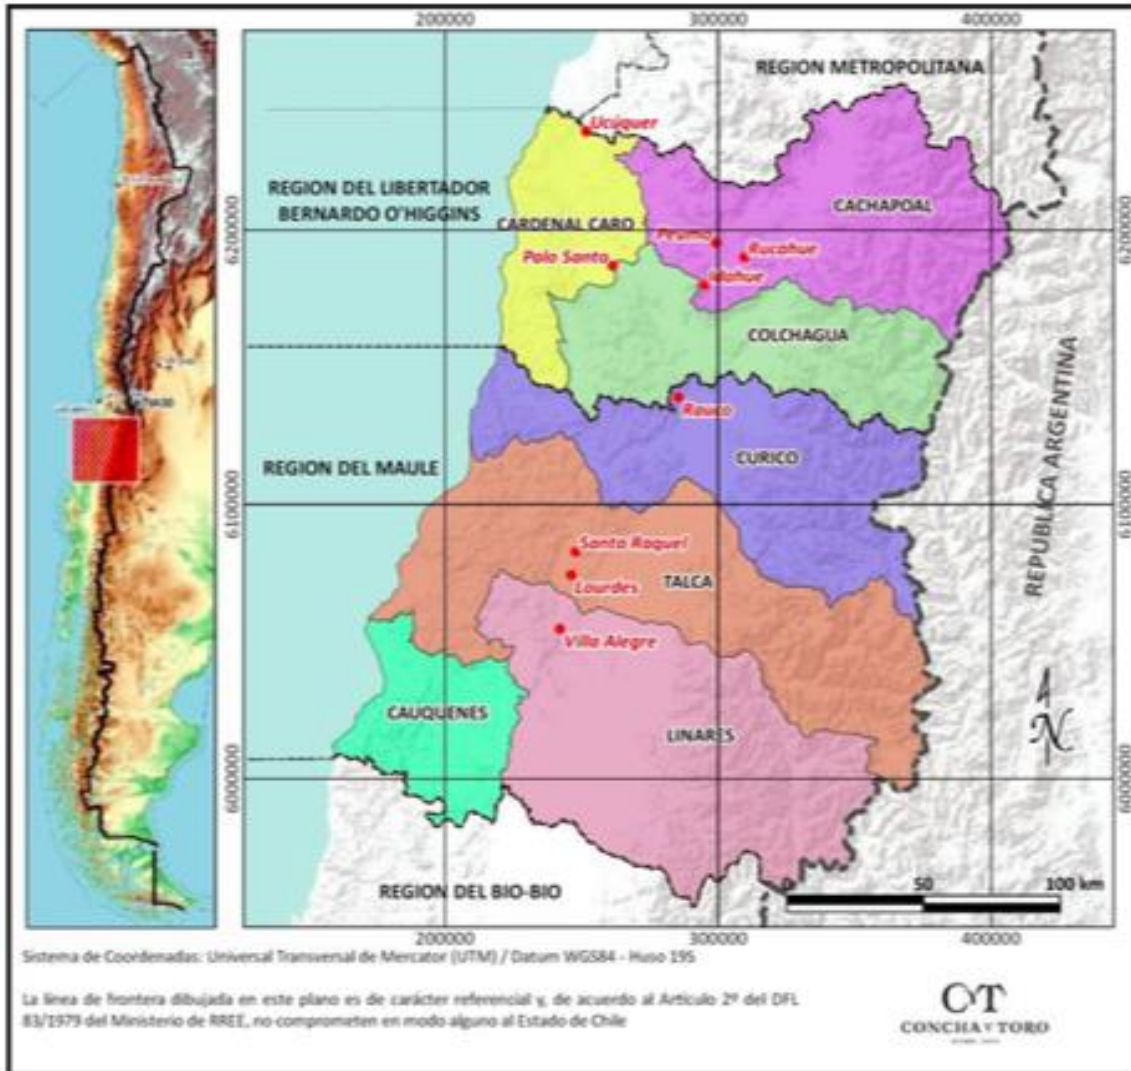 200000 300000 400000
REGION METROPOLITANA
Ucúquer
REGION DEL LIBERTADOR
BERNARDO O'HIGGINS
CACHAPOAL
CARDENAL CARO
6200000
6200000
Peumo
Rucahue
Palo Santo
Idahue
COLCHAGUA
Rauco
REGION DEL MAULE
CURICO
REPUBLICA ARGENTINA
6100000
6100000
Santa Raquel
Lourdes
TALCA
Villa Alegre
CAUQUENES
LINARES
N
6000000
6000000
REGION DEL BIO-BIO
50 100 km
200000 300000 400000
Sistema de Coordenadas: Universal Transversal de Mercator (UTM) / Datum WGS84 - Huso 19S
La línea de frontera dibujada en este plano es de carácter referencial y, de acuerdo al Artículo 2º del DFL
83/1979 del Ministerio de RREE, no comprometen en modo alguno al Estado de Chile
CT
CONCHA Y TORO